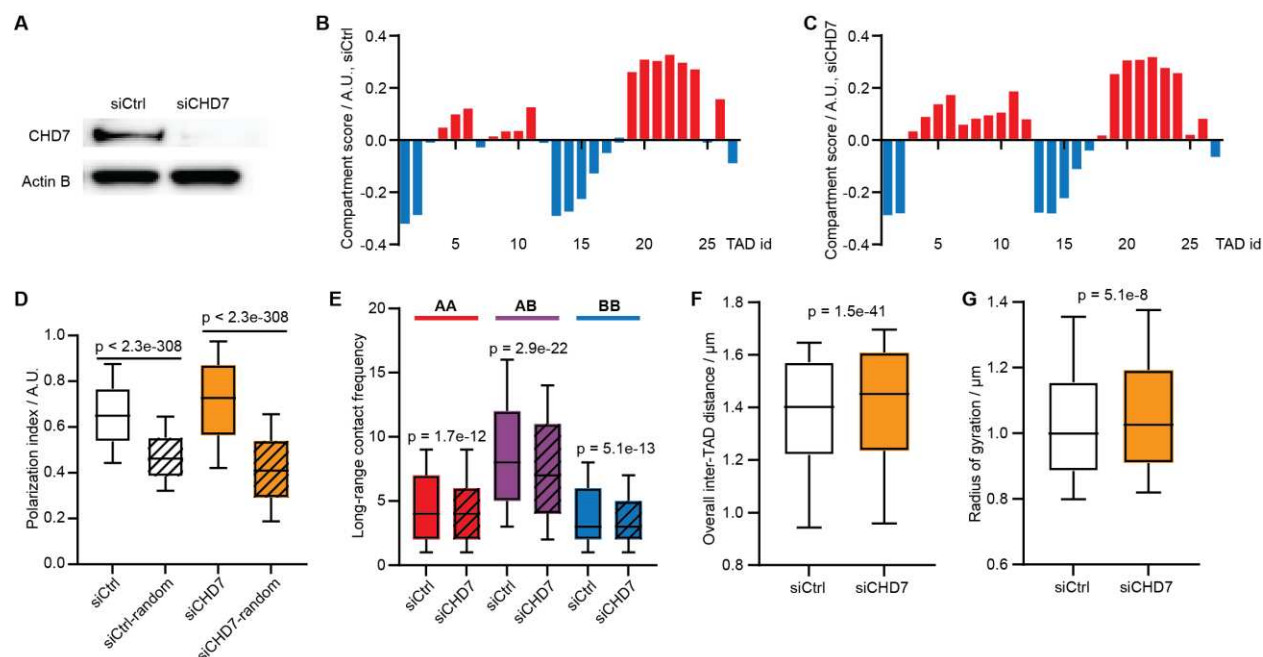 A
siCtrl siCHD7
CHD7
Actin B
B
Compartment score / A.U., siCtrl
0.4
0.2
0.0
-0.2
-0.4
5 10 15 20 25 TAD id
C
Compartment score / A.U., siCHD7
0.4
0.2
0.0
-0.2
-0.4
5 10 15 20 25 TAD id
D
Polarization index / A.U.
1.0
0.8
0.6
0.4
0.2
0.0
p < 2.3e-308
p < 2.3e-308
siCtrl
siCtrl-random
siCHD7
siCHD7-random
E
Long-range contact frequency
20
15
10
5
0
AA AB BB
p = 1.7e-12
p = 2.9e-22
p = 5.1e-13
siCtrl
siCHD7
siCtrl
siCHD7
siCtrl
siCHD7
F
Overall inter-TAD distance / μm
1.8
1.6
1.4
1.2
1.0
0.8
p = 1.5e-41
siCtrl siCHD7
G
Radius of gyration / μm
1.4
1.2
1.0
0.8
0.6
p = 5.1e-8
siCtrl siCHD7